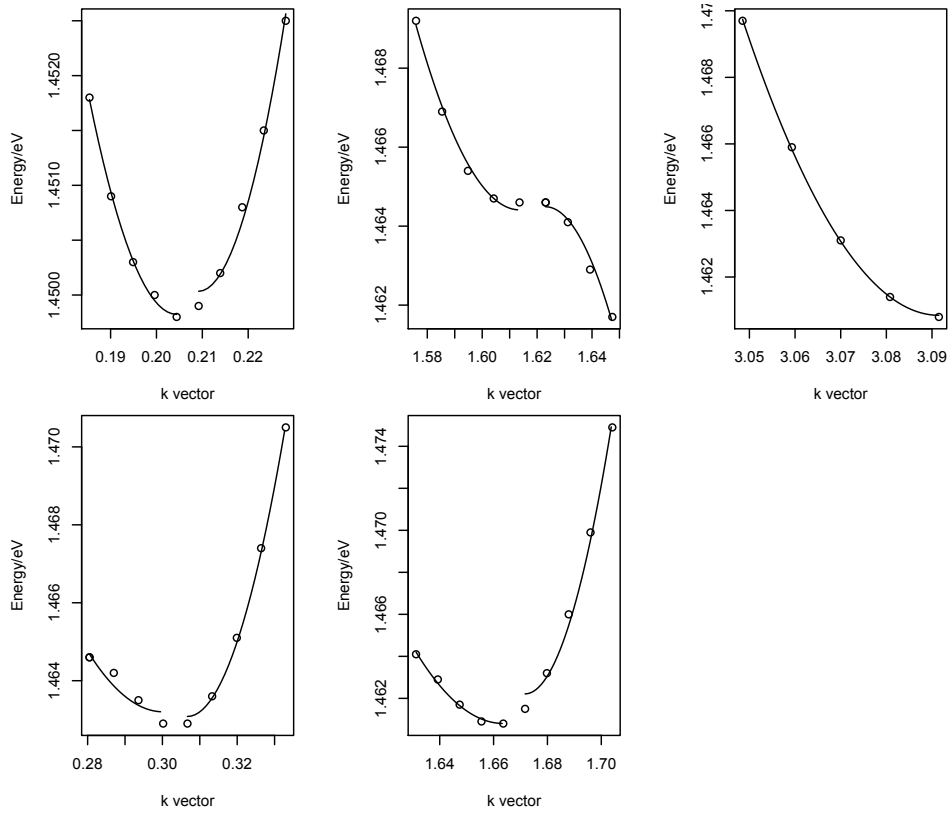 Energy/eV
1.4500
1.4510
1.4520
0.19 0.20 0.21 0.22
k vector
Energy/eV
1.462
1.464
1.466
1.468
1.58 1.60 1.62 1.64
k vector
Energy/eV
1.462
1.464
1.466
1.468
1.47
3.05 3.06 3.07 3.08 3.09
k vector
Energy/eV
1.464
1.466
1.468
1.470
0.28 0.30 0.32
k vector
Energy/eV
1.462
1.466
1.470
1.474
1.64 1.66 1.68 1.70
k vector